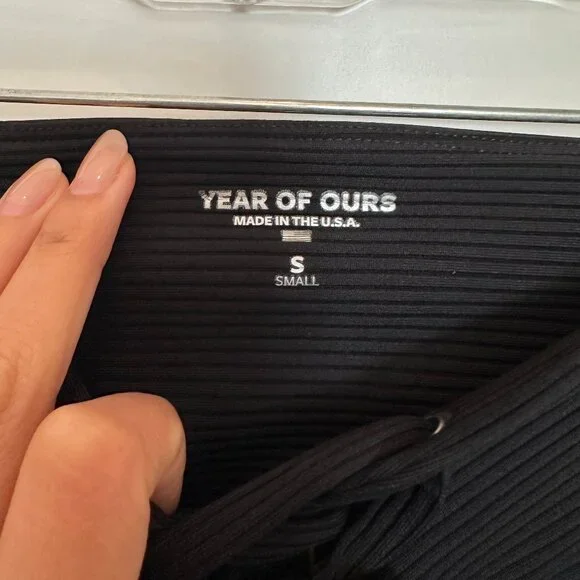 YEAR OF OURS
MADE IN THE U.S.A.
S
SMALL